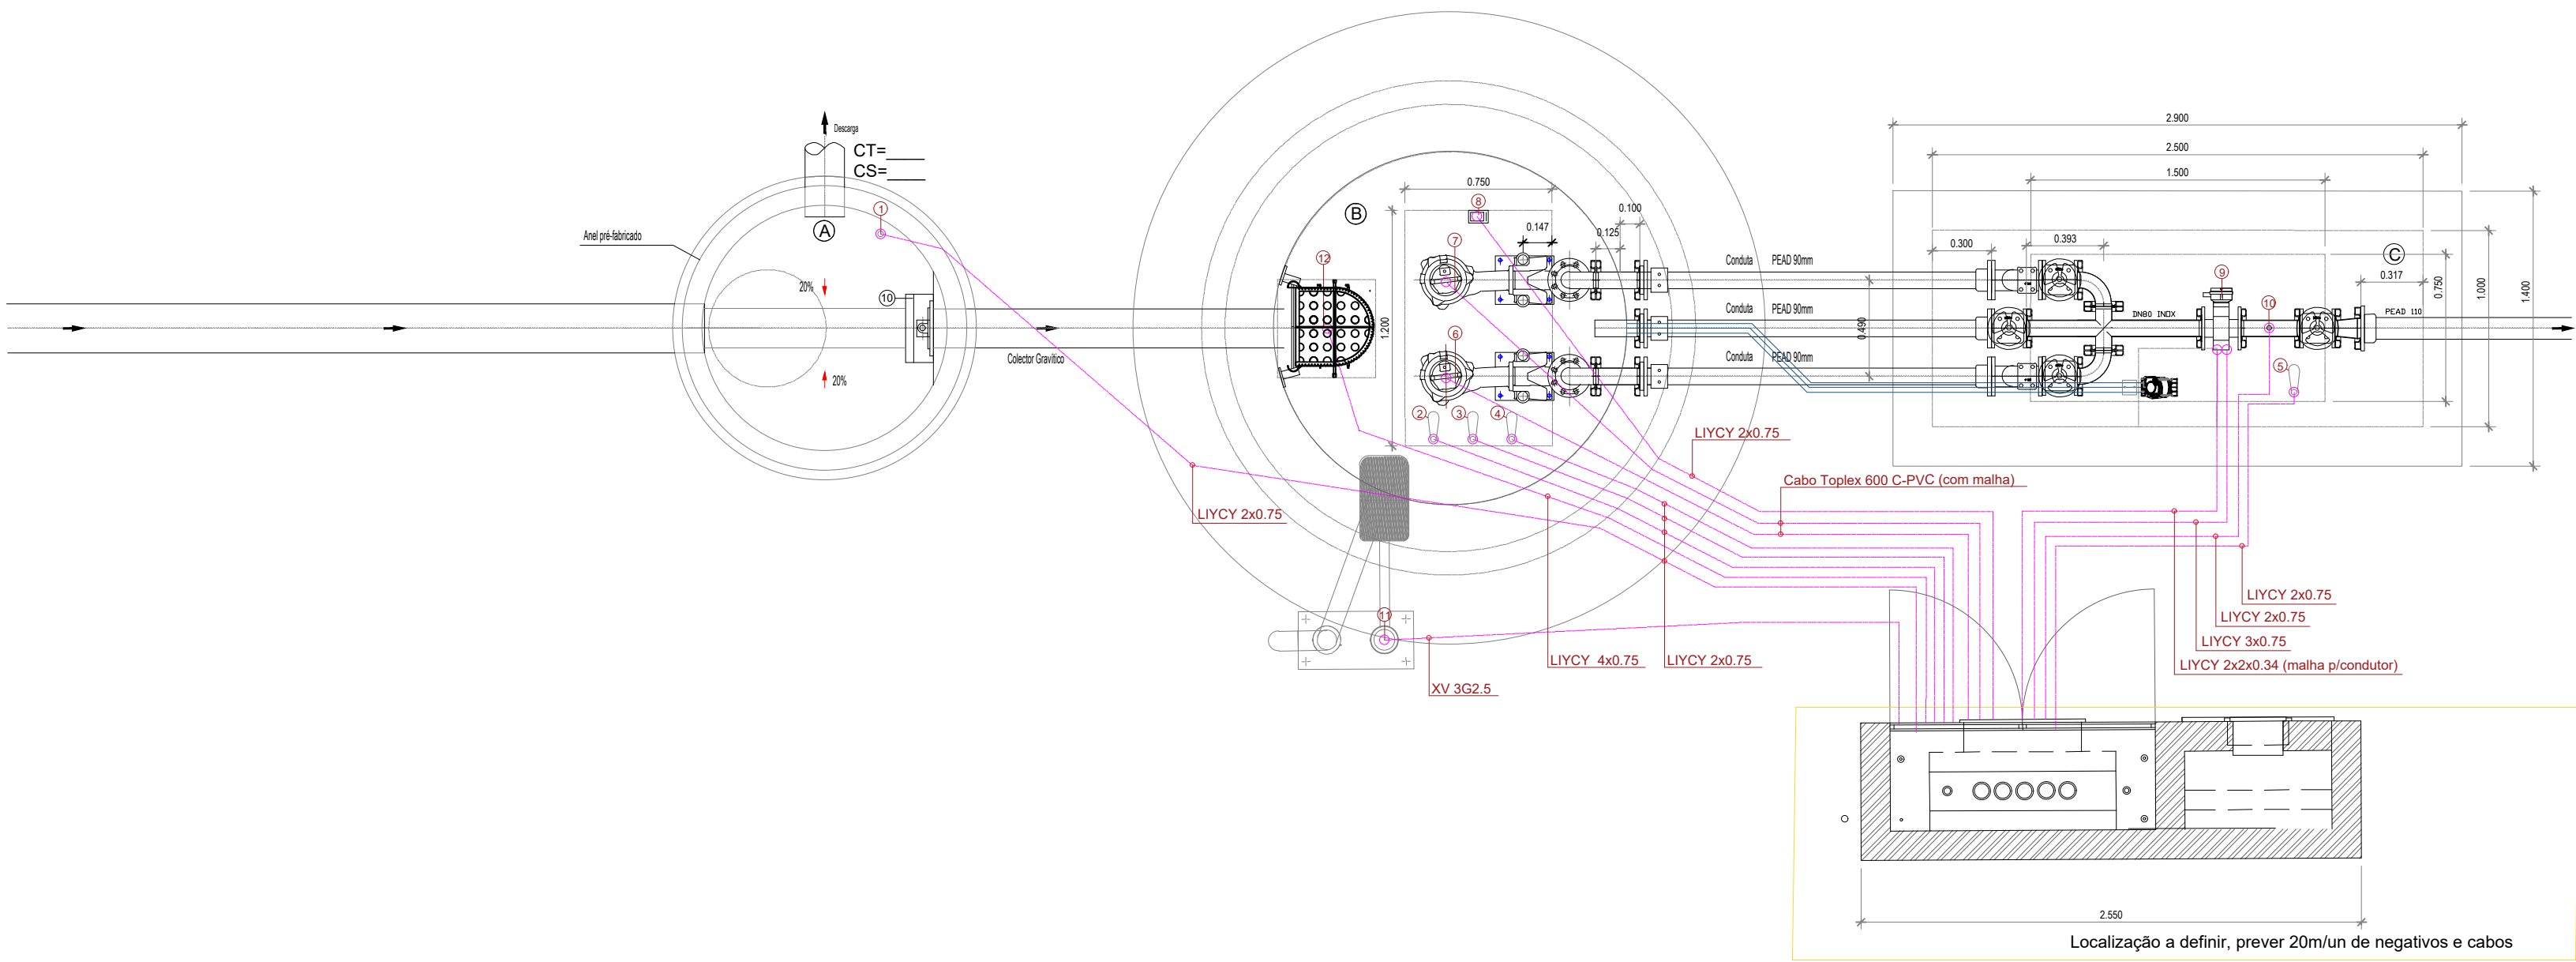 Descarga
CT=____
CS=____
A
1
Anel pré-fabricado
20%
20%
10
Colector Gravítico
B
12
0.750
8
7
6
2
3
4
1.200
0.147
0.125
0.100
Conduta PEAD 90mm
Conduta PEAD 90mm
Conduta PEAD 90mm
0.490
2.900
2.500
1.500
0.300
0.393
C
0.317
0.750
1.000
1.400
9
10
5
DN80 INOX
PEAD 110
LIYCY 2x0.75
Cabo Toplex 600 C-PVC (com malha)
LIYCY 2x0.75
11
LIYCY 4x0.75
LIYCY 2x0.75
XV 3G2.5
LIYCY 2x0.75
LIYCY 2x0.75
LIYCY 3x0.75
LIYCY 2x2x0.34 (malha p/condutor)
2.550
Localização a definir, prever 20m/un de negativos e cabos